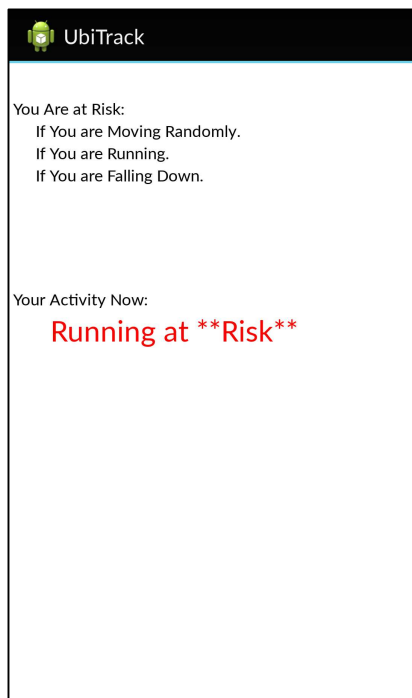 UbiTrack
You Are at Risk:
If You are Moving Randomly.
If You are Running.
If You are Falling Down.
Your Activity Now:
Running at **Risk**